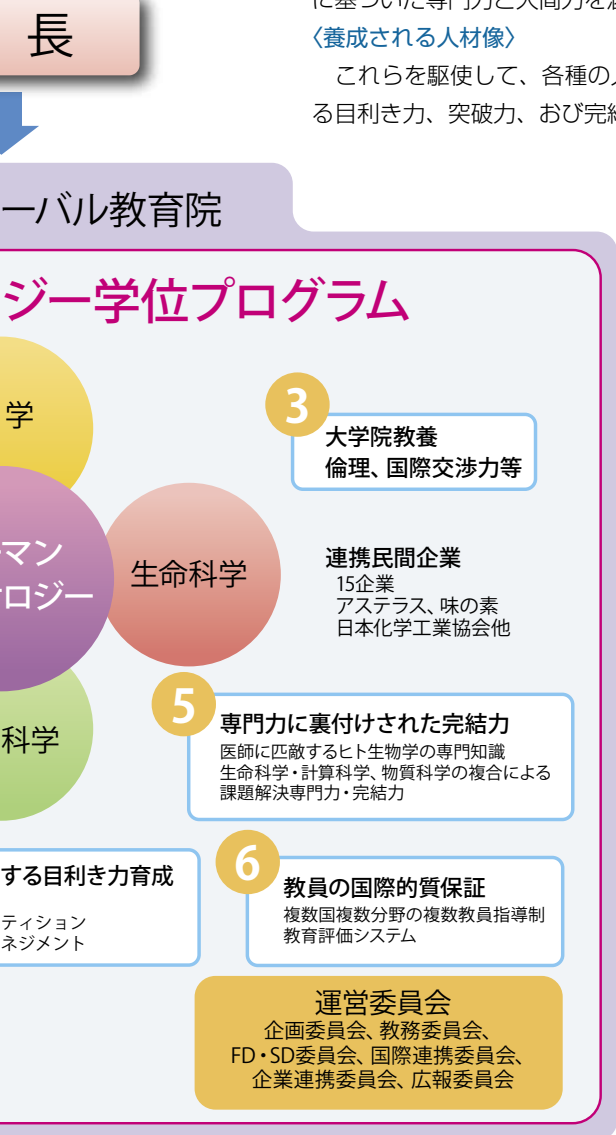 に基づいた専門力と人間力を
〈養成される人材像〉
これらを駆使して、各種の
る目利き力、突破力、おび完
長
ーバル教育院
ジー学位プログラム
学
3
大学院教養
倫理、国際交渉力等
マン
ロジー
生命科学
連携民間企業
15企業
アステラス、味の素
日本化学工業協会他
科学
5
専門力に裏付けされた完結力
医師に匹敵するヒト生物学の専門知識
生命科学・計算科学、物質科学の複合による
課題解決専門力・完結力
する目利き力育成
ティション
ネジメント
6
教員の国際的質保証
複数国複数分野の複数教員指導制
教育評価システム
運営委員会
企画委員会、教務委員会、
FD・SD委員会、国際連携委員会、
企業連携委員会、広報委員会